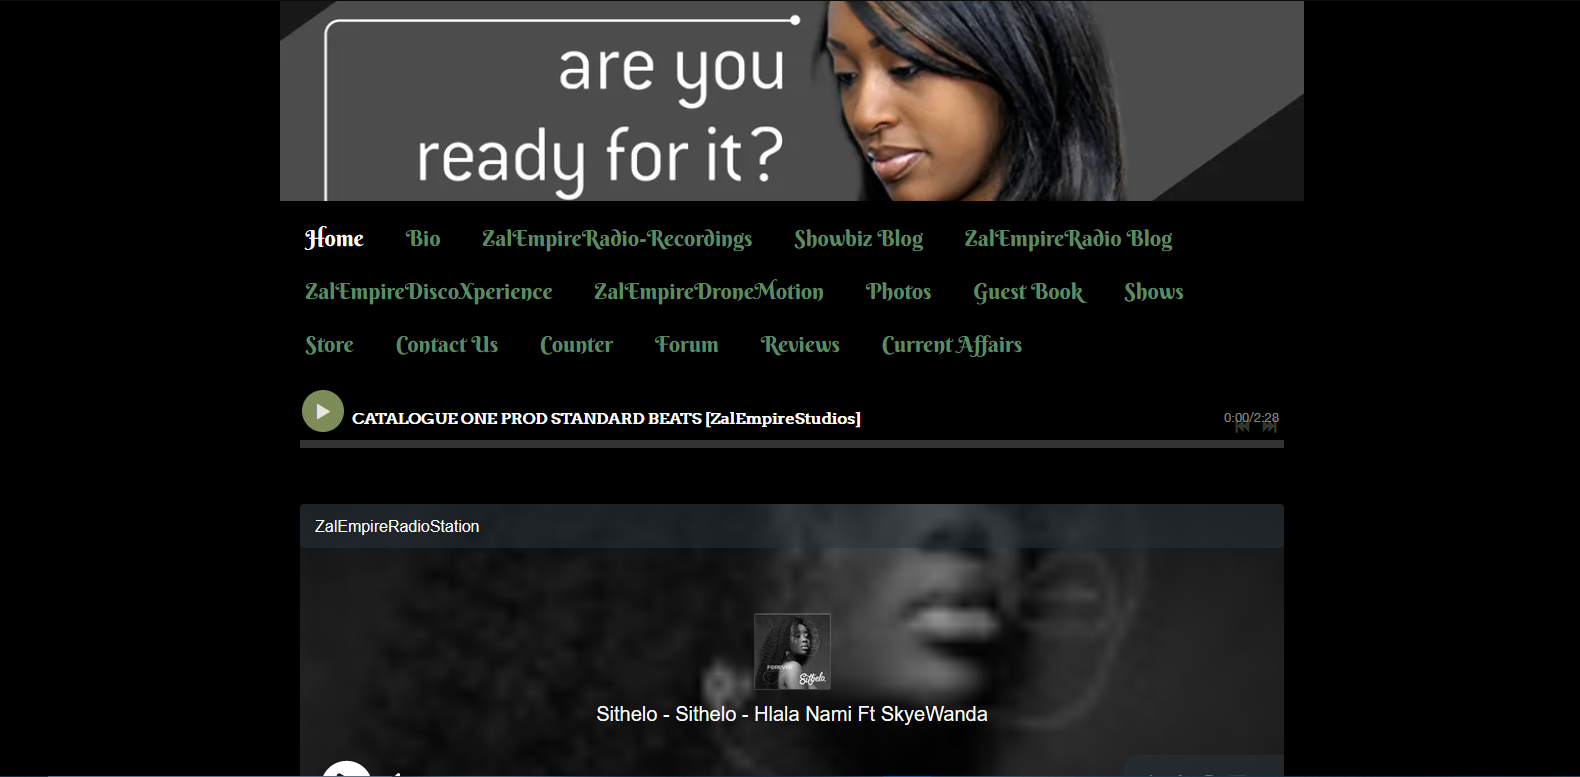 are you
ready for it?
Home Bio ZalEmpireRadio-Recordings Showbiz Blog ZalEmpireRadio Blog
ZalEmpireDiscoXperience ZalEmpireDroneMotion Photos Guest Book Shows
Store Contact Us Counter Forum Reviews Current Affairs
CATALOGUE ONE PROD STANDARD BEATS [ZalEmpireStudios] 0:00/2:28
ZalEmpireRadioStation
FOREVER
Sithelo
Sithelo - Sithelo - Hlala Nami Ft SkyeWanda